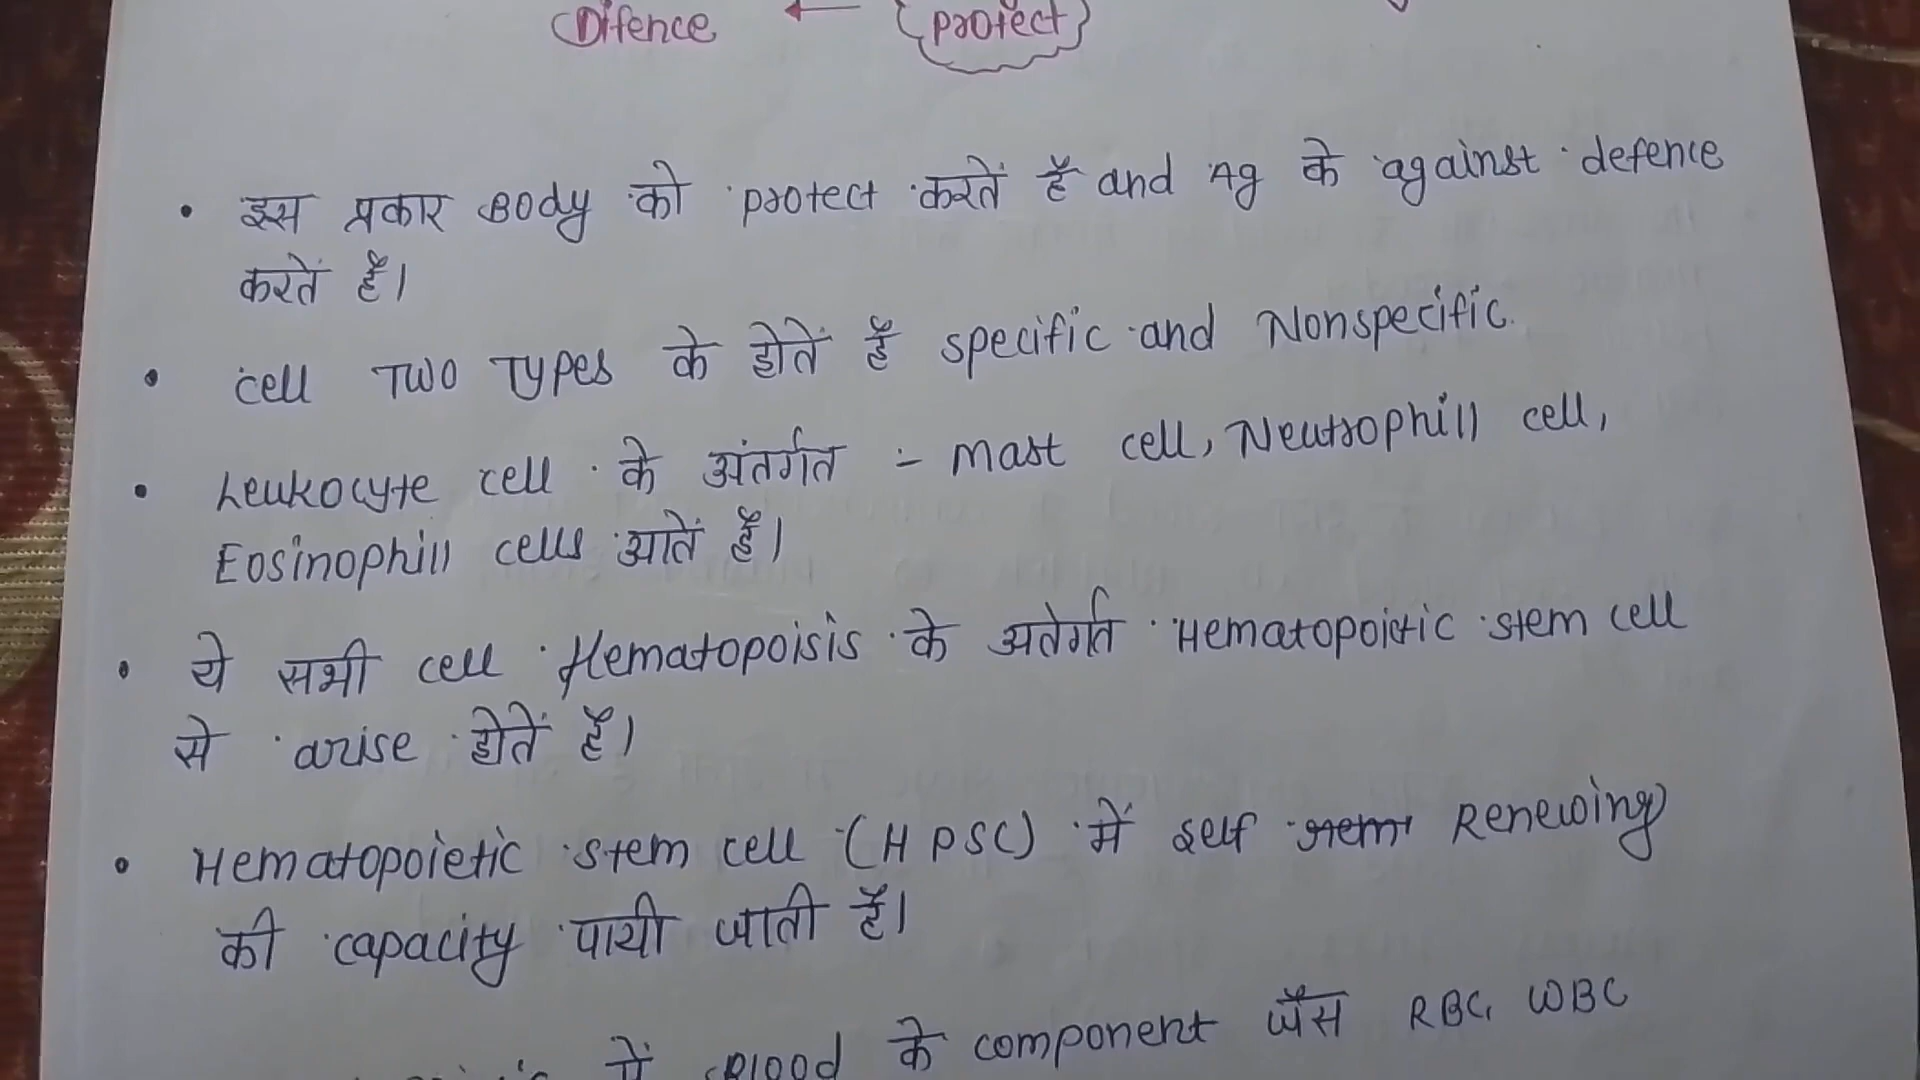 Difence ← Protect
• इस प्रकार Body को protect करतें हैं and Ag के against defence
करतें हैं।
• cell Two Types के होतें हैं specific and Nonspecific.
• Leukocyte cell के अंतर्गत :- mast cell, Neutrophill cell,
Eosinophill cells आतें हैं।
• ये सभी cell Hematopoisis के अतंर्गत Hematopoietic stem cell
से arise होतें हैं।
• Hematopoietic stem cell (HPSC) में self stem Renewing
की capacity पायी जाती हैं।
में Blood के component जैस RBC, WBC